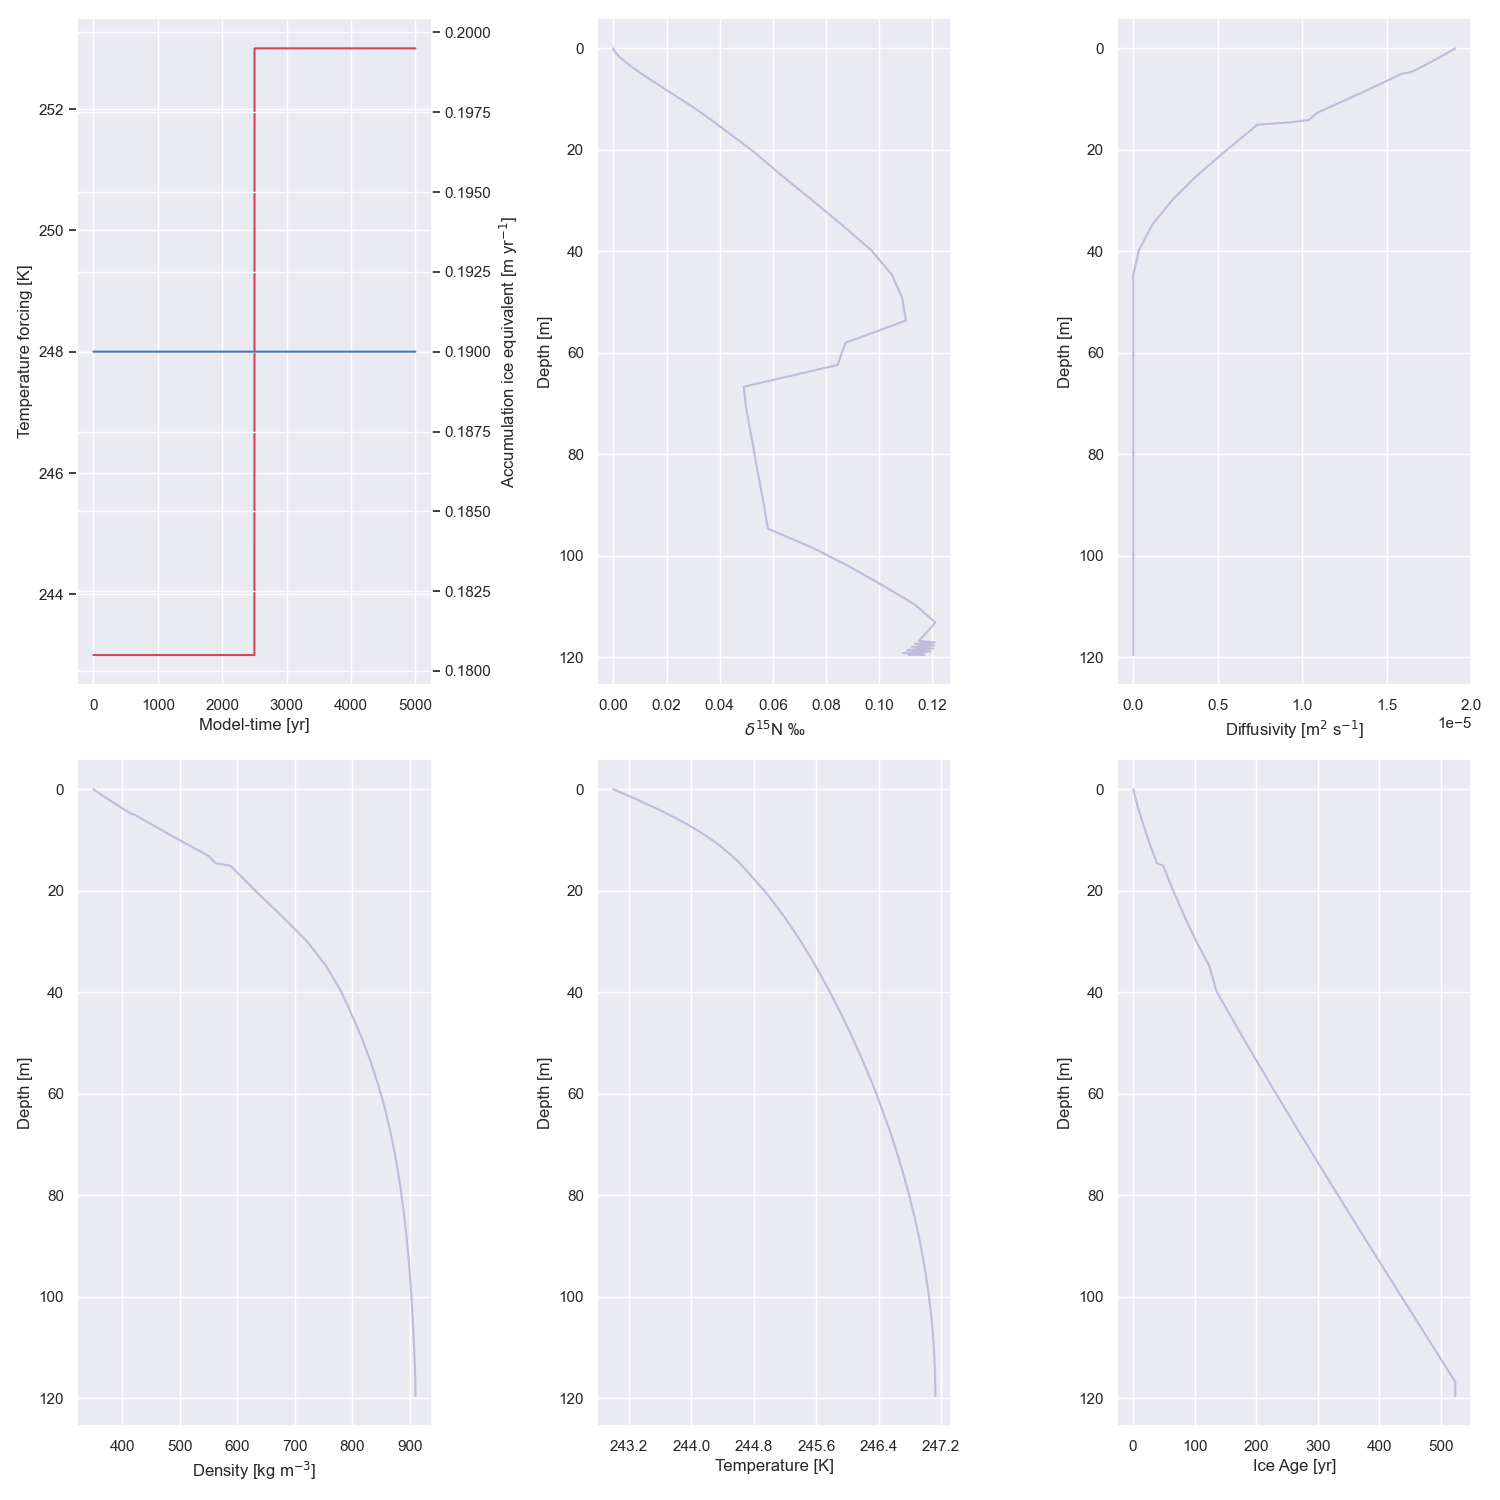 252
250
248
246
244
Temperature forcing [K]
0.2000
0.1975
0.1950
0.1925
0.1900
0.1875
0.1850
0.1825
0.1800
Accumulation ice equivalent [m yr⁻¹]
0 1000 2000 3000 4000 5000
Model-time [yr]
0
20
40
60
80
100
120
Depth [m]
0.00 0.02 0.04 0.06 0.08 0.10 0.12
δ¹⁵N ‰
0
20
40
60
80
100
120
Depth [m]
0.0 0.5 1.0 1.5 2.0
1e−5
Diffusivity [m² s⁻¹]
0
20
40
60
80
100
120
Depth [m]
400 500 600 700 800 900
Density [kg m⁻³]
0
20
40
60
80
100
120
Depth [m]
243.2 244.0 244.8 245.6 246.4 247.2
Temperature [K]
0
20
40
60
80
100
120
Depth [m]
0 100 200 300 400 500
Ice Age [yr]